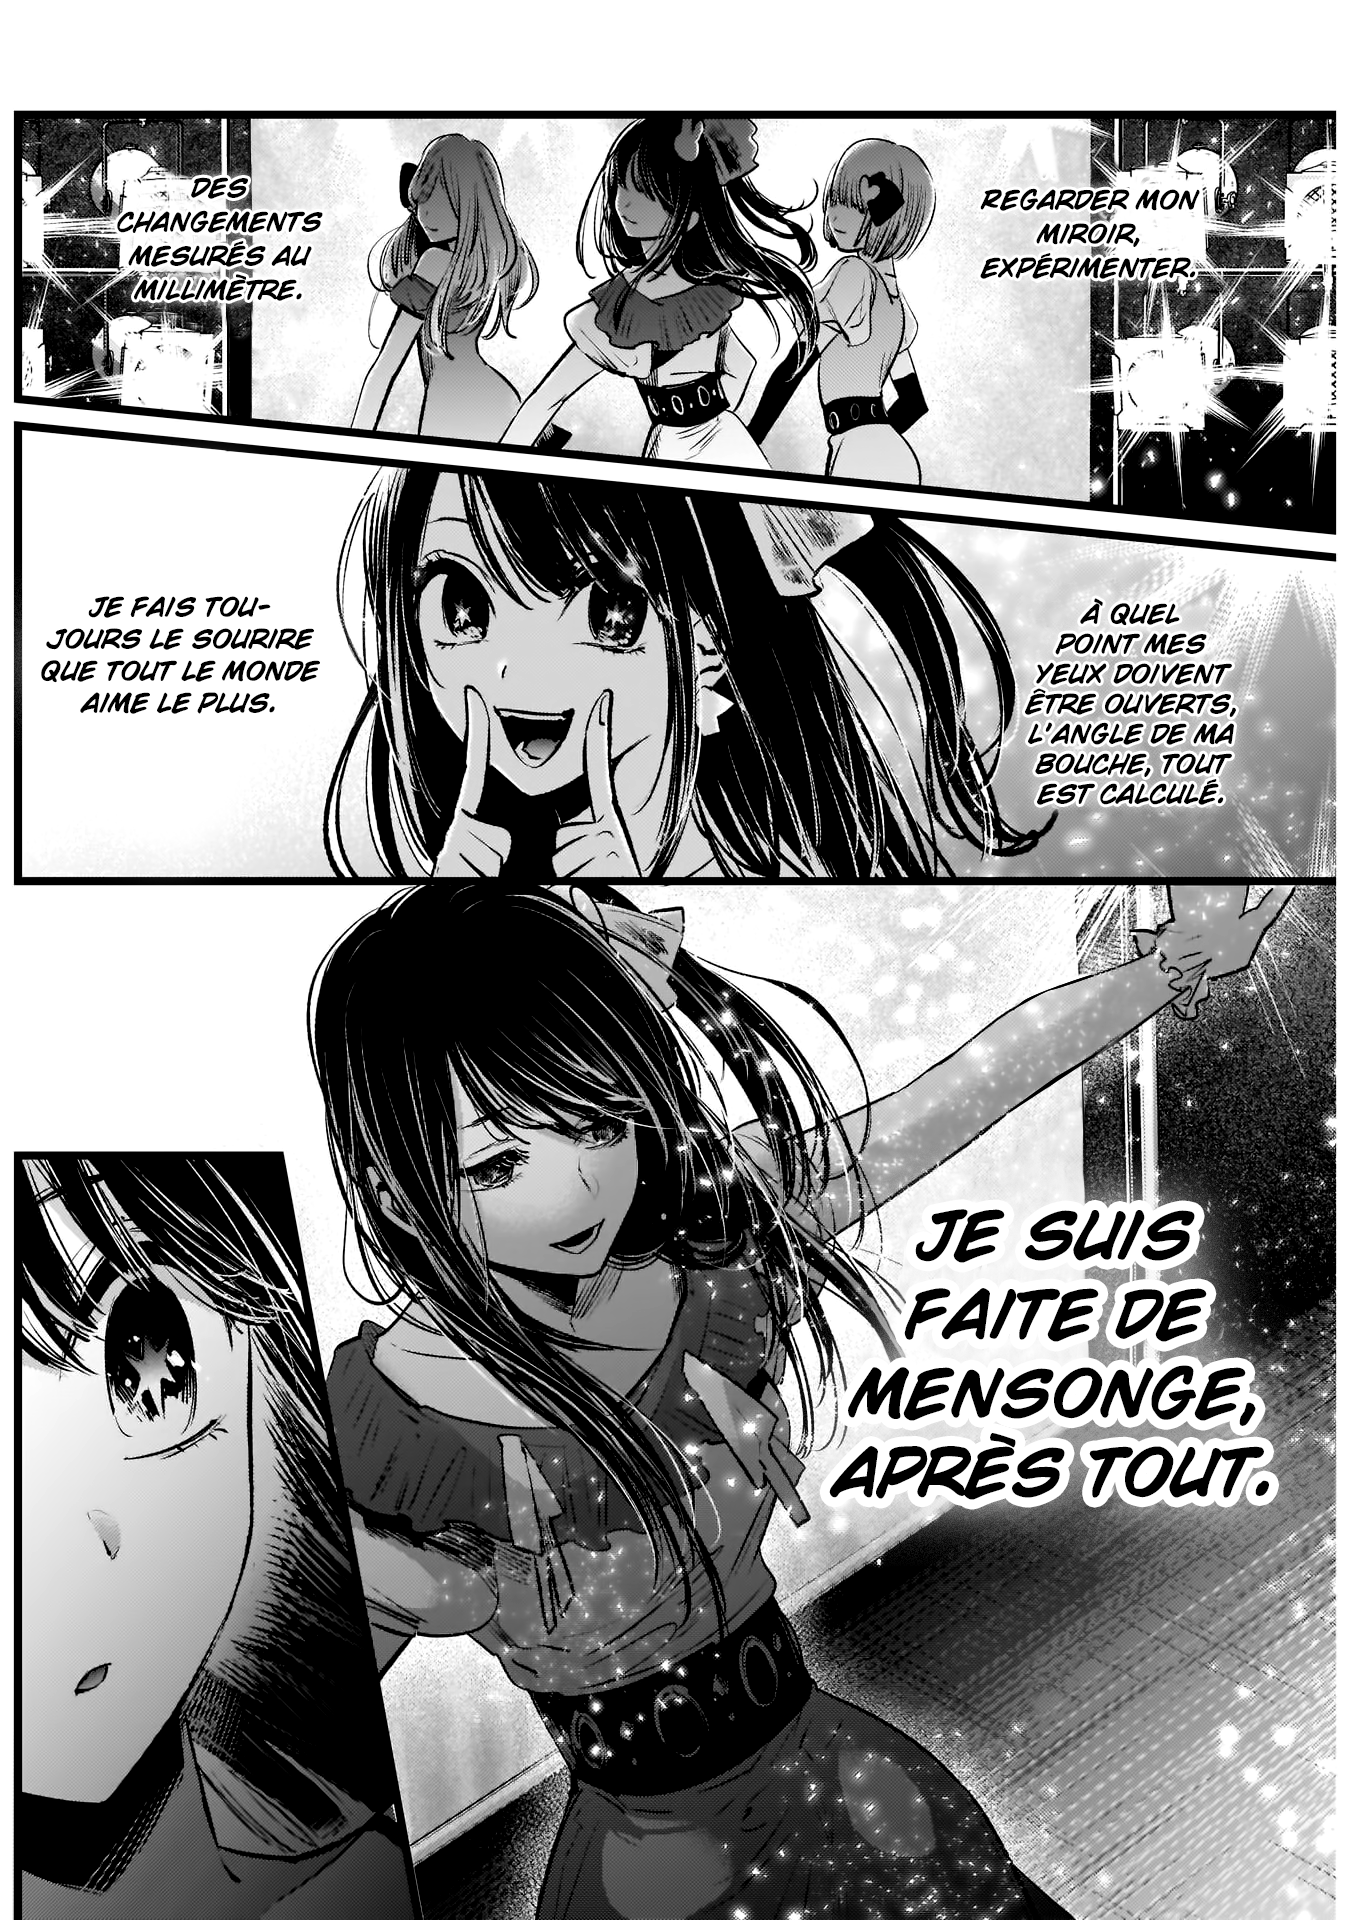 REGARDER MON
MIROIR,
EXPÉRIMENTER.
DES
CHANGEMENTS
MESURÉS AU
MILLIMÈTRE.
À QUEL
POINT MES
YEUX DOIVENT
ÊTRE OUVERTS,
L'ANGLE DE MA
BOUCHE, TOUT
EST CALCULÉ.
JE FAIS TOU-
JOURS LE SOURIRE
QUE TOUT LE MONDE
AIME LE PLUS.
JE SUIS
FAITE DE
MENSONGE,
APRÈS TOUT.